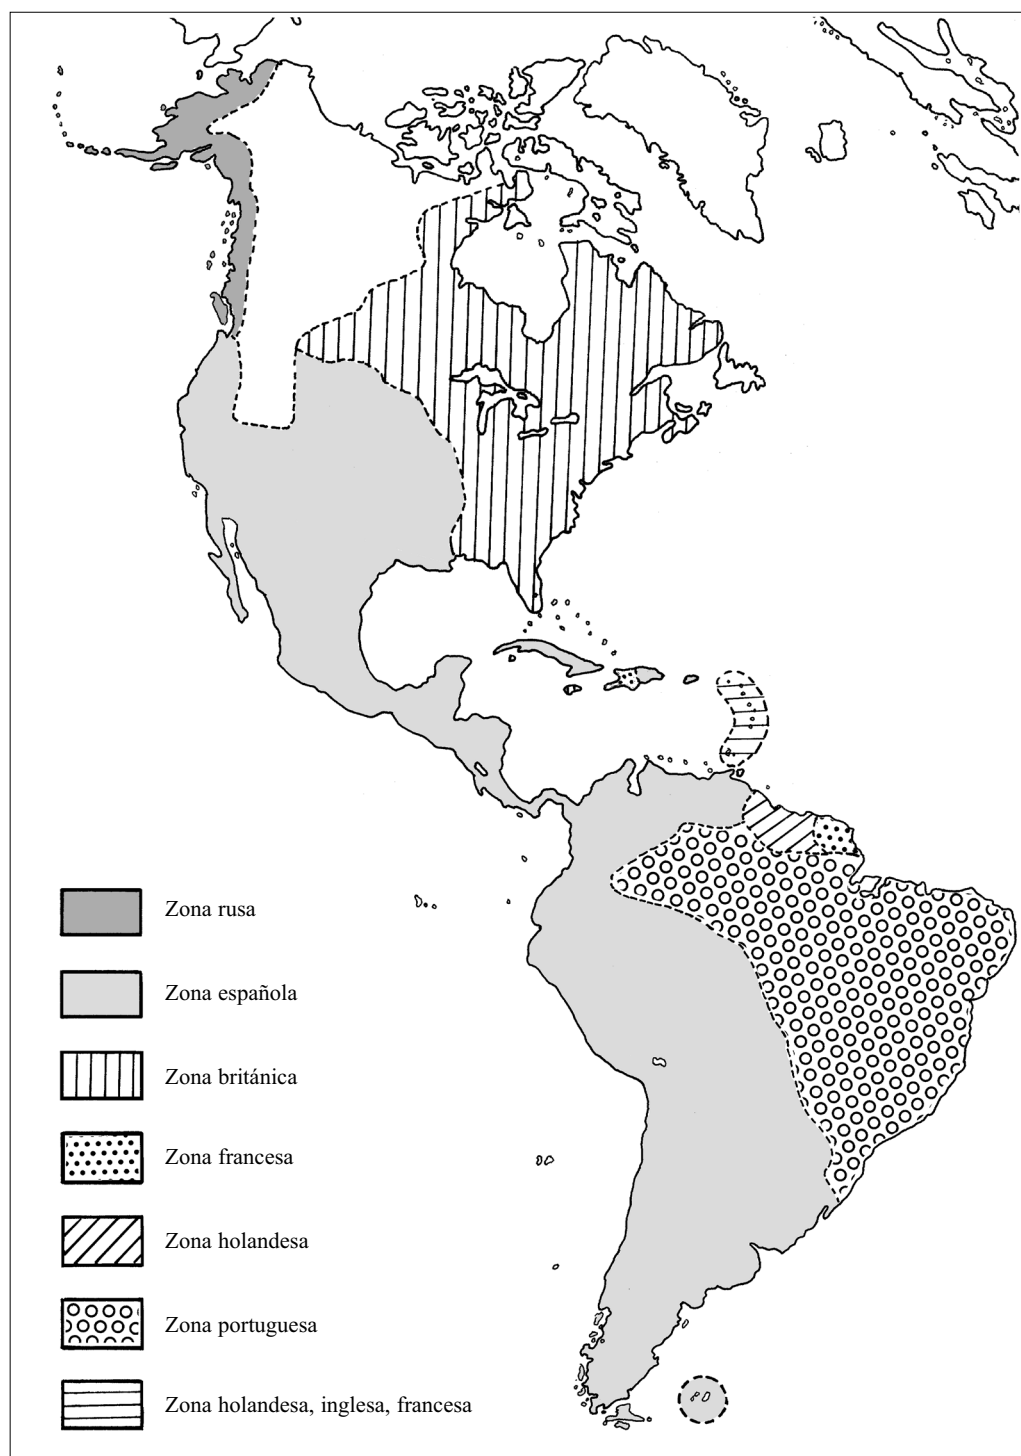 Zona rusa
Zona española
Zona británica
Zona francesa
Zona holandesa
Zona portuguesa
Zona holandesa, inglesa, francesa